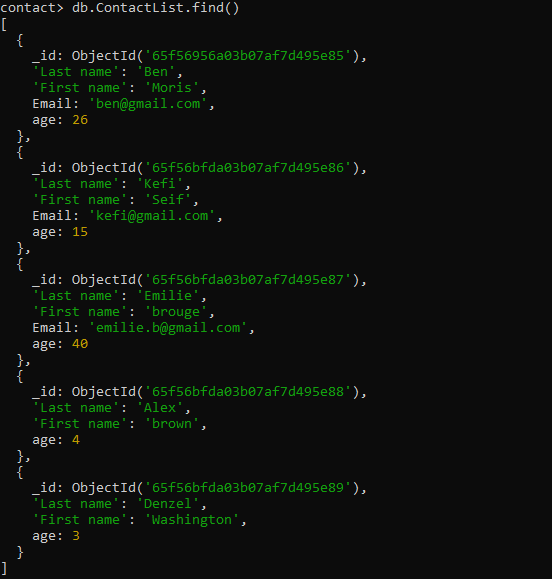 contact> db.ContactList.find()
[
  {
    _id: ObjectId('65f56956a03b07af7d495e85'),
    'Last name': 'Ben',
    'First name': 'Moris',
    Email: 'ben@gmail.com',
    age: 26
  },
  {
    _id: ObjectId('65f56bfda03b07af7d495e86'),
    'Last name': 'Kefi',
    'First name': 'Seif',
    Email: 'kefi@gmail.com',
    age: 15
  },
  {
    _id: ObjectId('65f56bfda03b07af7d495e87'),
    'Last name': 'Emilie',
    'First name': 'brouge',
    Email: 'emilie.b@gmail.com',
    age: 40
  },
  {
    _id: ObjectId('65f56bfda03b07af7d495e88'),
    'Last name': 'Alex',
    'First name': 'brown',
    age: 4
  },
  {
    _id: ObjectId('65f56bfda03b07af7d495e89'),
    'Last name': 'Denzel',
    'First name': 'Washington',
    age: 3
  }
]